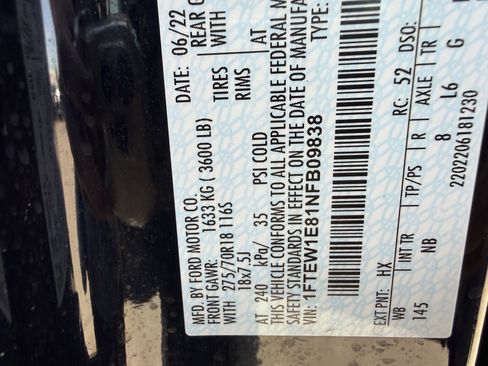 MFD. BY FORD MOTOR CO. 06/22
FRONT GAWR: 1633 KG ( 3600 LB) REAR G
WITH WITH
275/70R18 116S TIRES
18x7.5J RIMS
AT 240 kPa/ 35 PSI COLD AT
THIS VEHICLE CONFORMS TO ALL APPLICABLE FEDERAL M
SAFETY STANDARDS IN EFFECT ON THE DATE OF MANUFA
VIN: 1FTEW1E81NFB09838 TYPE:
EXT PNT: HX RC: 52 DSO:
WB INT TR TP/PS R AXLE TR
145 NB 8 L6 G
2202206181230